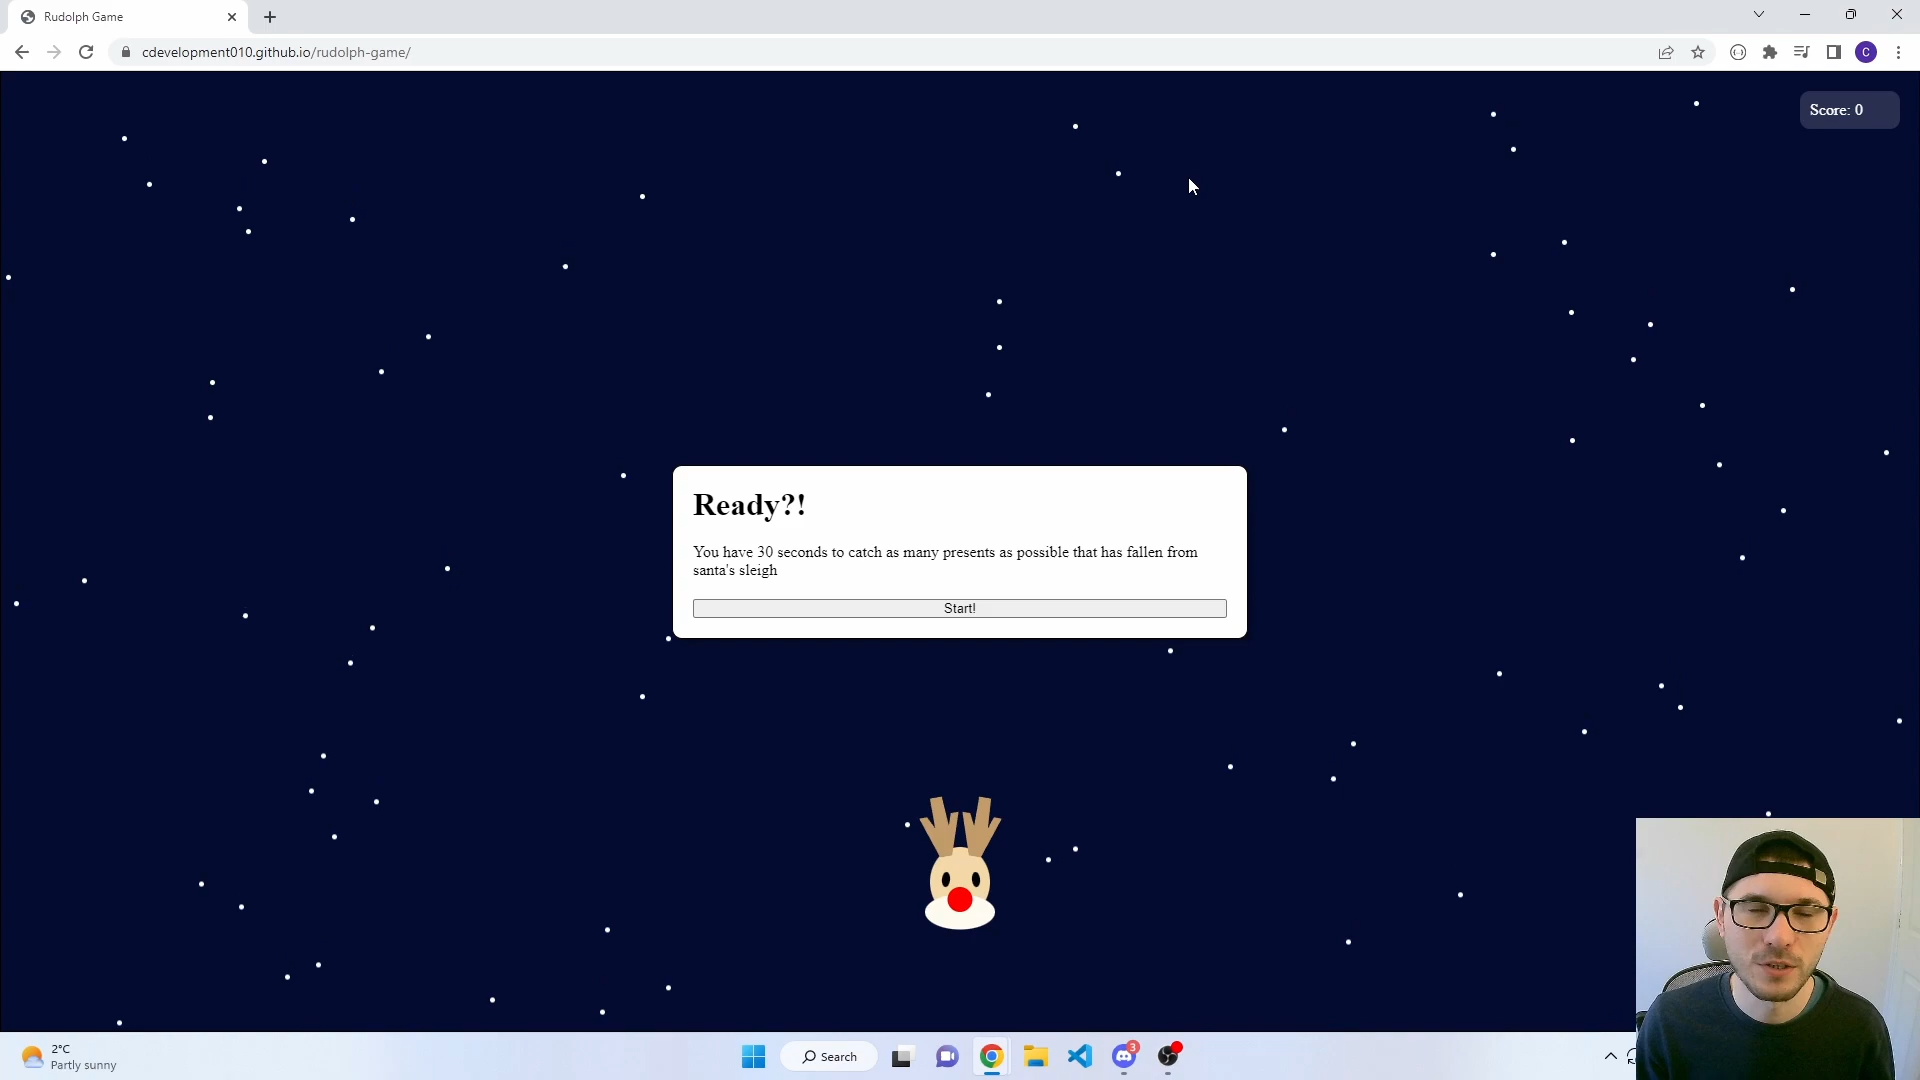 Rudolph Game
cdevelopment010.github.io/rudolph-game/
C
Score: 0
Ready?!
You have 30 seconds to catch as many presents as possible that has fallen from
santa's sleigh
Start!
2°C
Partly sunny
Search
3